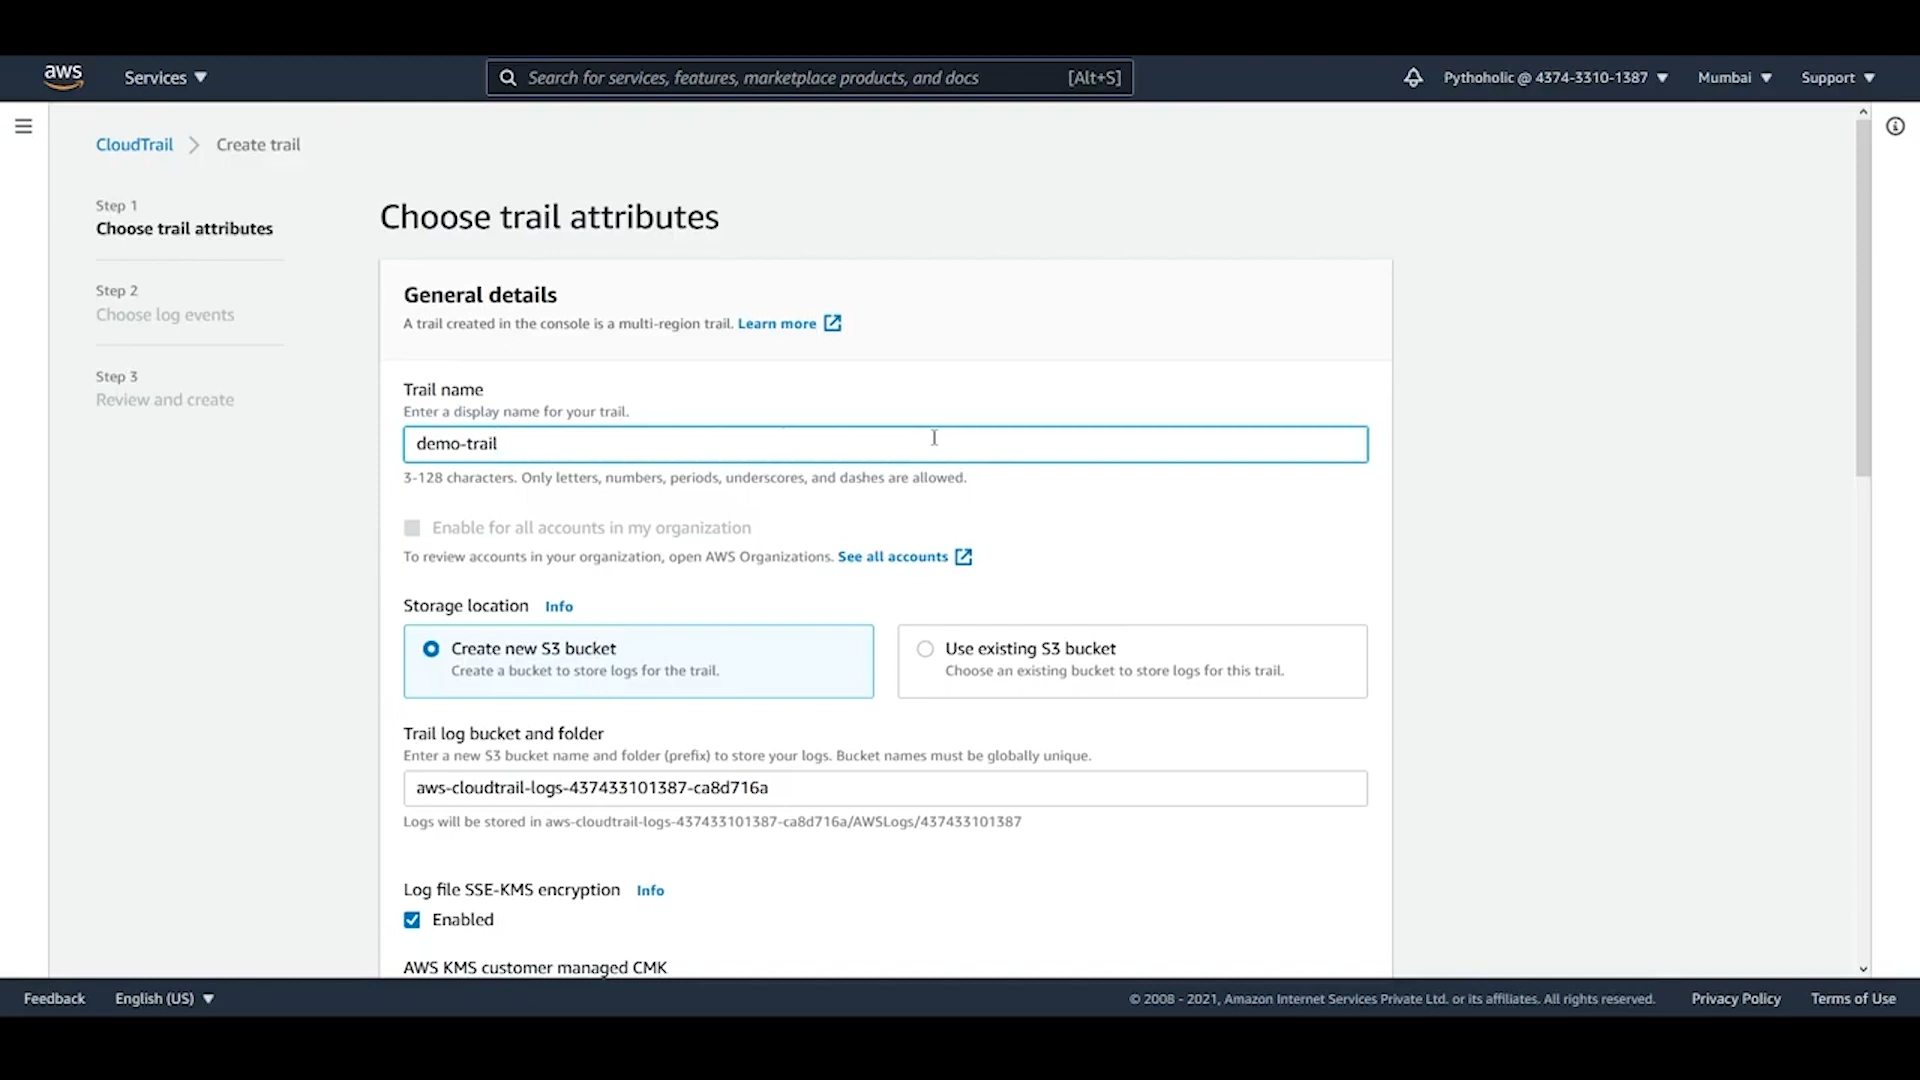 aws
Services
Search for services, features, marketplace products, and docs
[Alt+S]
Pythoholic @ 4374-3310-1387
Mumbai
Support
CloudTrail
Create trail
Step 1
Choose trail attributes
Step 2
Choose log events
Step 3
Review and create
Choose trail attributes
General details
A trail created in the console is a multi-region trail. Learn more
Trail name
Enter a display name for your trail.
demo-trail
3-128 characters. Only letters, numbers, periods, underscores, and dashes are allowed.
Enable for all accounts in my organization
To review accounts in your organization, open AWS Organizations. See all accounts
Storage location Info
Create new S3 bucket
Create a bucket to store logs for the trail.
Use existing S3 bucket
Choose an existing bucket to store logs for this trail.
Trail log bucket and folder
Enter a new S3 bucket name and folder (prefix) to store your logs. Bucket names must be globally unique.
aws-cloudtrail-logs-437433101387-ca8d716a
Logs will be stored in aws-cloudtrail-logs-437433101387-ca8d716a/AWSLogs/437433101387
Log file SSE-KMS encryption Info
Enabled
AWS KMS customer managed CMK
Feedback
English (US)
© 2008 - 2021, Amazon Internet Services Private Ltd. or its affiliates. All rights reserved.
Privacy Policy
Terms of Use